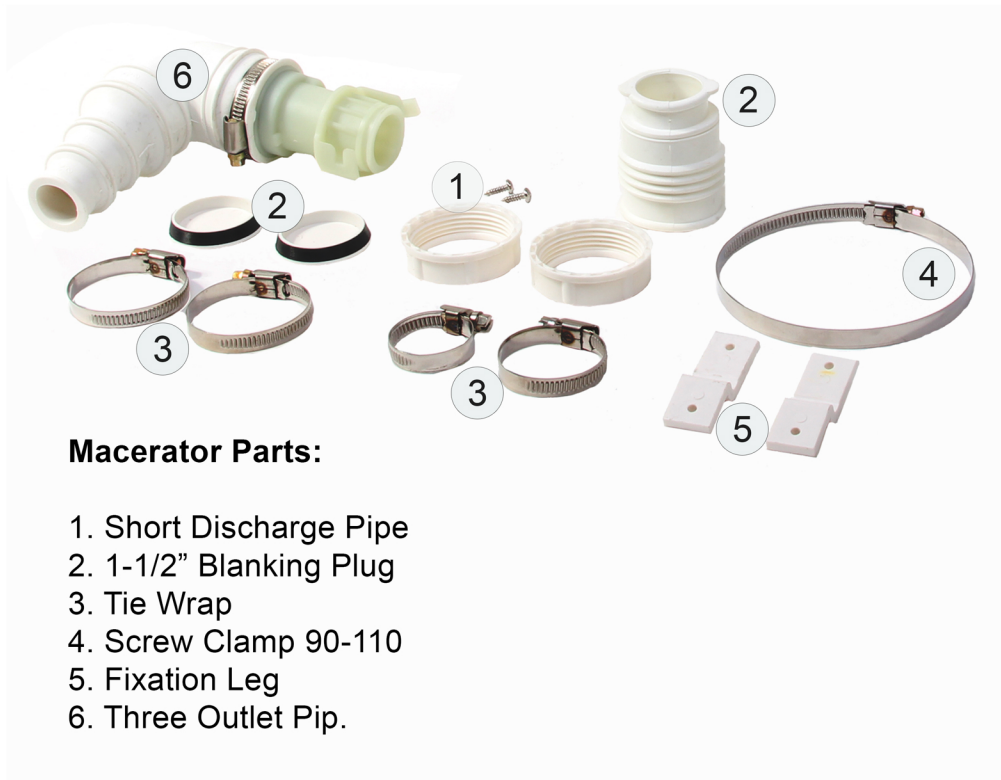 6
2
1
2
4
3
3
5
Macerator Parts:
1. Short Discharge Pipe
2. 1-1/2” Blanking Plug
3. Tie Wrap
4. Screw Clamp 90-110
5. Fixation Leg
6. Three Outlet Pip.